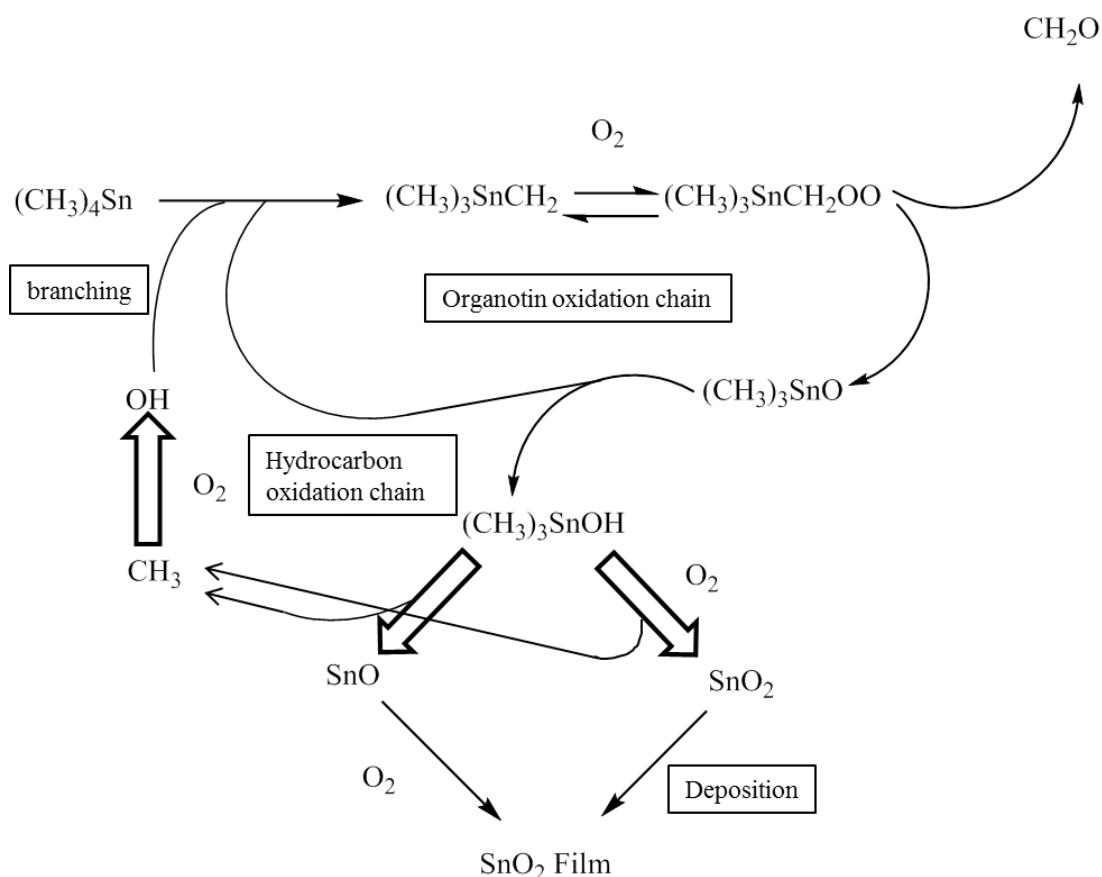 CH₂O
O₂
(CH₃)₄Sn
(CH₃)₃SnCH₂
(CH₃)₃SnCH₂OO
branching
Organotin oxidation chain
(CH₃)₃SnO
OH
Hydrocarbon
oxidation chain
O₂
(CH₃)₃SnOH
CH₃
O₂
SnO
SnO₂
O₂
Deposition
SnO₂ Film